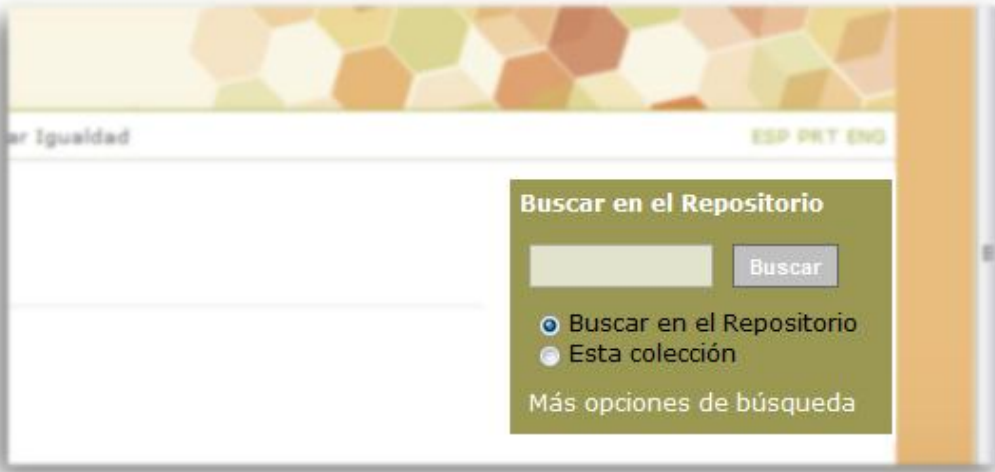 ar Igualdad
ESP PRT ENG
Buscar en el Repositorio
Buscar
Buscar en el Repositorio
Esta colección
Más opciones de búsqueda